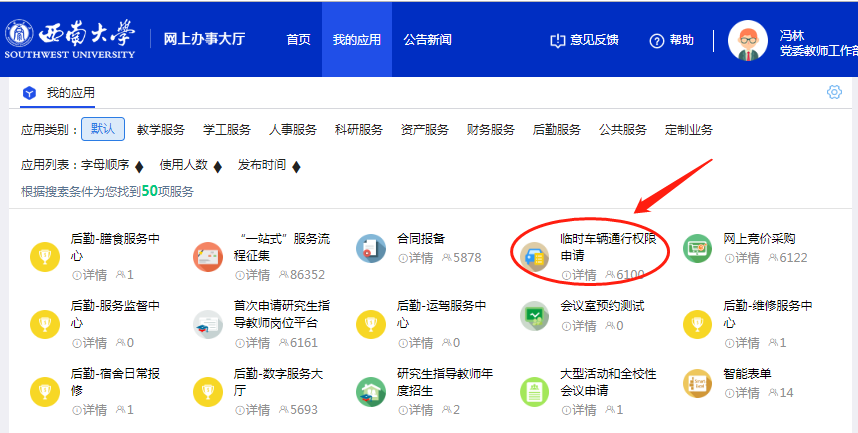 西南大学
SOUTHWEST UNIVERSITY
网上办事大厅
首页
我的应用
公告新闻
意见反馈
帮助
冯林
党委教师工作部
我的应用
应用类别：默认 教学服务 学工服务 人事服务 科研服务 资产服务 财务服务 后勤服务 公共服务 定制业务
应用列表：字母顺序 使用人数 发布时间
根据搜索条件为您找到50项服务
后勤-膳食服务中
心
详情 1
“一站式”服务流
程征集
详情 86352
合同报备
详情 5878
临时车辆通行权限
申请
详情 6100
网上竞价采购
详情 6122
后勤-服务监督中
心
详情 0
首次申请研究生指
导教师岗位平台
详情 6161
后勤-运驾服务中
心
详情 0
会议室预约测试
详情 0
后勤-维修服务中
心
详情 1
后勤-宿舍日常报
修
详情 1
后勤-数字服务大
厅
详情 5693
研究生指导教师年
度招生
详情 2
大型活动和全校性
会议申请
详情 1
智能表单
详情 14